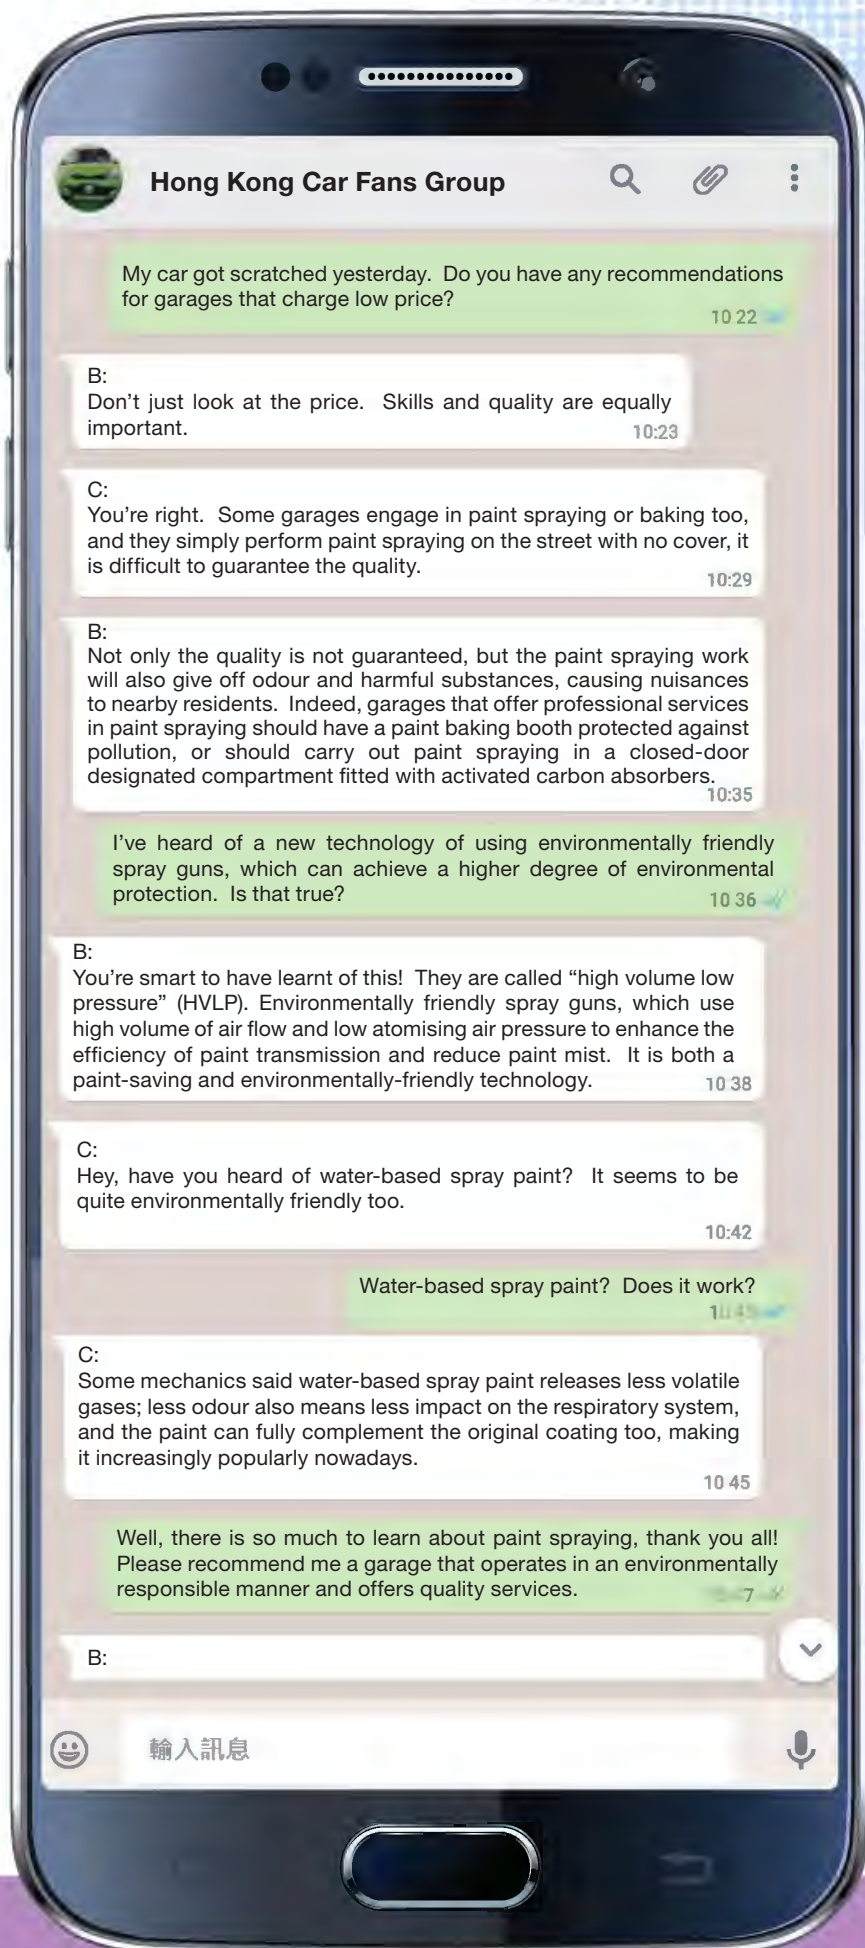 Hong Kong Car Fans Group
My car got scratched yesterday. Do you have any recommendations
for garages that charge low price?
10 22
B:
Don't just look at the price. Skills and quality are equally
important.
10:23
C:
You're right. Some garages engage in paint spraying or baking too,
and they simply perform paint spraying on the street with no cover, it
is difficult to guarantee the quality.
10:29
B:
Not only the quality is not guaranteed, but the paint spraying work
will also give off odour and harmful substances, causing nuisances
to nearby residents. Indeed, garages that offer professional services
in paint spraying should have a paint baking booth protected against
pollution, or should carry out paint spraying in a closed-door
designated compartment fitted with activated carbon absorbers.
10:35
I've heard of a new technology of using environmentally friendly
spray guns, which can achieve a higher degree of environmental
protection. Is that true?
10 36
B:
You're smart to have learnt of this! They are called “high volume low
pressure” (HVLP). Environmentally friendly spray guns, which use
high volume of air flow and low atomising air pressure to enhance the
efficiency of paint transmission and reduce paint mist. It is both a
paint-saving and environmentally-friendly technology.
10 38
C:
Hey, have you heard of water-based spray paint? It seems to be
quite environmentally friendly too.
10:42
Water-based spray paint? Does it work?
C:
Some mechanics said water-based spray paint releases less volatile
gases; less odour also means less impact on the respiratory system,
and the paint can fully complement the original coating too, making
it increasingly popularly nowadays.
10 45
Well, there is so much to learn about paint spraying, thank you all!
Please recommend me a garage that operates in an environmentally
responsible manner and offers quality services.
B:
輸入訊息